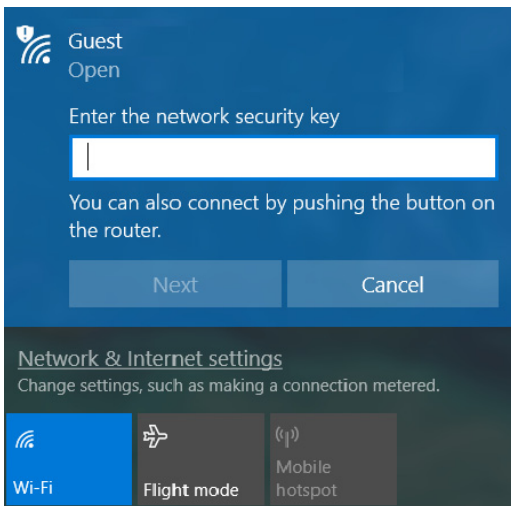 Guest
Open
Enter the network security key
You can also connect by pushing the button on
the router.
Next
Cancel
Network & Internet settings
Change settings, such as making a connection metered.
Wi-Fi
Flight mode
Mobile
hotspot